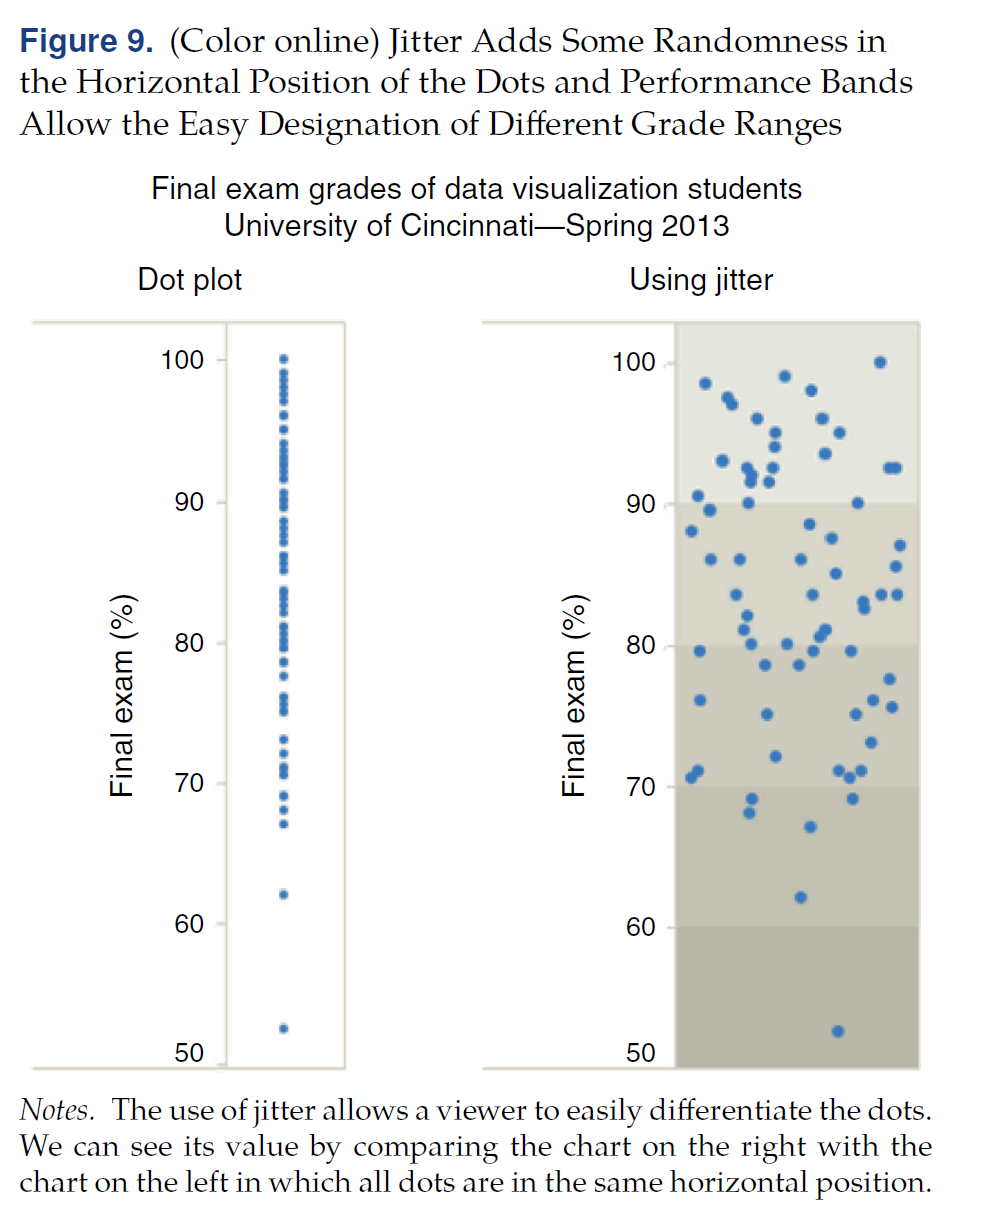 Figure 9. (Color online) Jitter Adds Some Randomness in
the Horizontal Position of the Dots and Performance Bands
Allow the Easy Designation of Different Grade Ranges
Final exam grades of data visualization students
University of Cincinnati—Spring 2013
Dot plot
Using jitter
Final exam (%)
100
90
80
70
60
50
Final exam (%)
100
90
80
70
60
50
Notes. The use of jitter allows a viewer to easily differentiate the dots.
We can see its value by comparing the chart on the right with the
chart on the left in which all dots are in the same horizontal position.